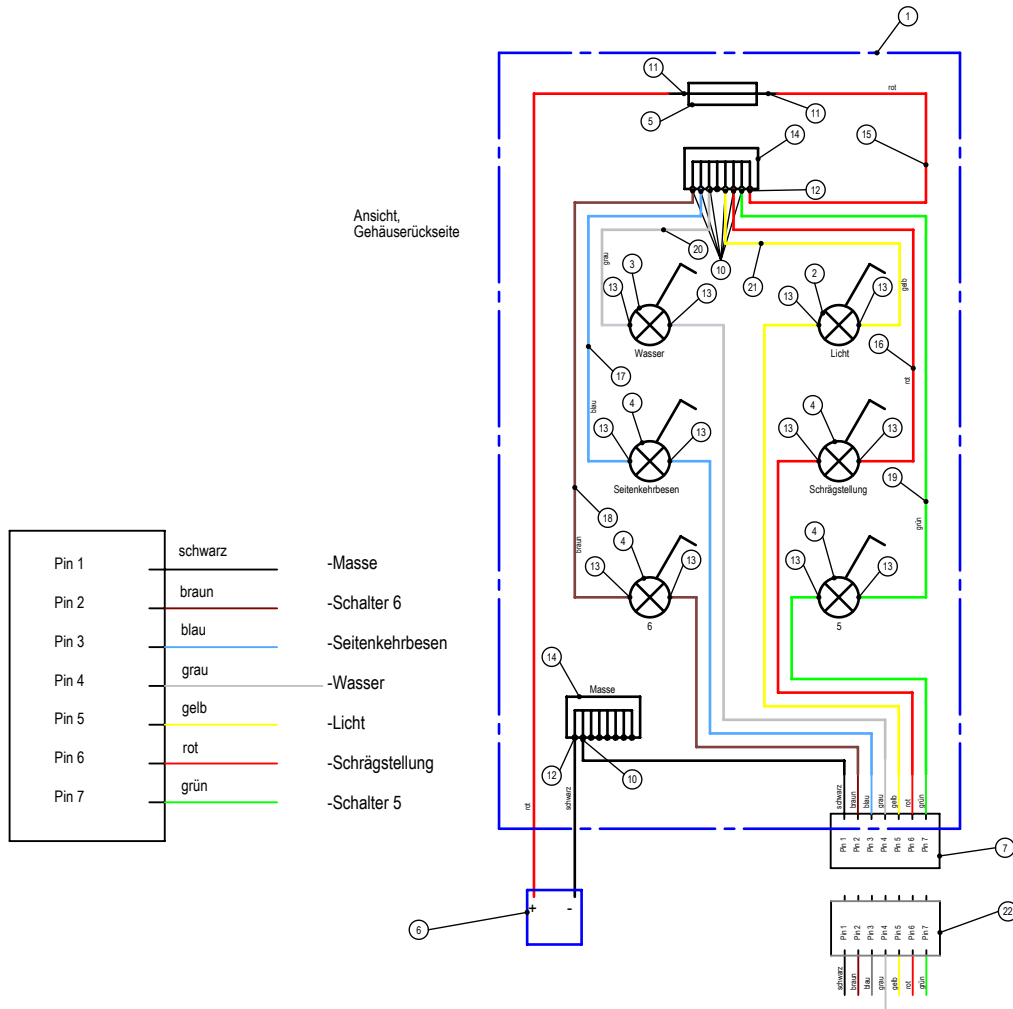 1
11
rot
5
11
14
15
12
Ansicht,
Gehäuserückseite
20
10
21
grau
gelb
3
13
13
2
13
13
Wasser
Licht
16
17
rot
blau
4
13
13
4
13
13
Seitenkehrbesen
Schrägstellung
19
18
grün
braun
4
13
13
4
13
13
6
5
Pin 1 schwarz -Masse
Pin 2 braun -Schalter 6
Pin 3 blau -Seitenkehrbesen
Pin 4 grau -Wasser
Pin 5 gelb -Licht
Pin 6 rot -Schrägstellung
Pin 7 grün -Schalter 5
14
Masse
12
10
rot
schwarz
schwarz braun blau grau gelb rot grün
Pin 1 Pin 2 Pin 3 Pin 4 Pin 5 Pin 6 Pin 7
7
6
+ -
22
Pin 1 Pin 2 Pin 3 Pin 4 Pin 5 Pin 6 Pin 7
schwarz braun blau grau gelb rot grün